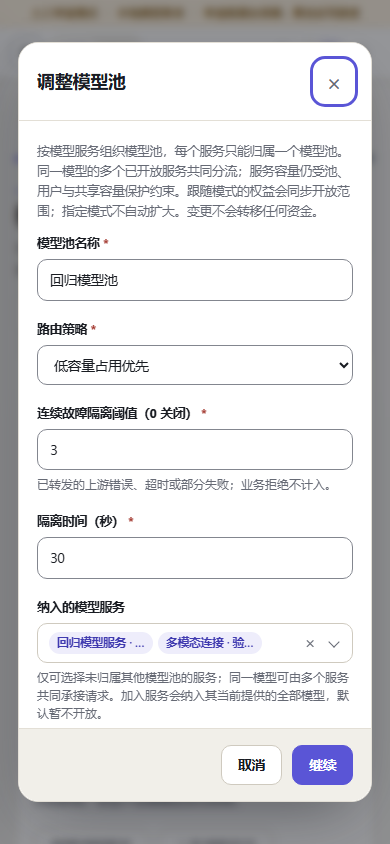 调整模型池
×
按模型服务组织模型池，每个服务只能归属一个模型池。
同一模型的多个已开放服务共同分流；服务容量仍受池、
用户与共享容量保护约束。跟随模式的权益会同步开放范
围；指定模式不自动扩大。变更不会转移任何资金。
模型池名称 *
回归模型池
路由策略 *
低容量占用优先
连续故障隔离阈值（0 关闭） *
3
已转发的上游错误、超时或部分失败；业务拒绝不计入。
隔离时间（秒） *
30
纳入的模型服务
回归模型服务 · ... 多模态连接 · 验... ×
仅可选择未归属其他模型池的服务；同一模型可由多个服务
共同承接请求。加入服务会纳入其当前提供的全部模型，默
认暂不开放。
取消 继续